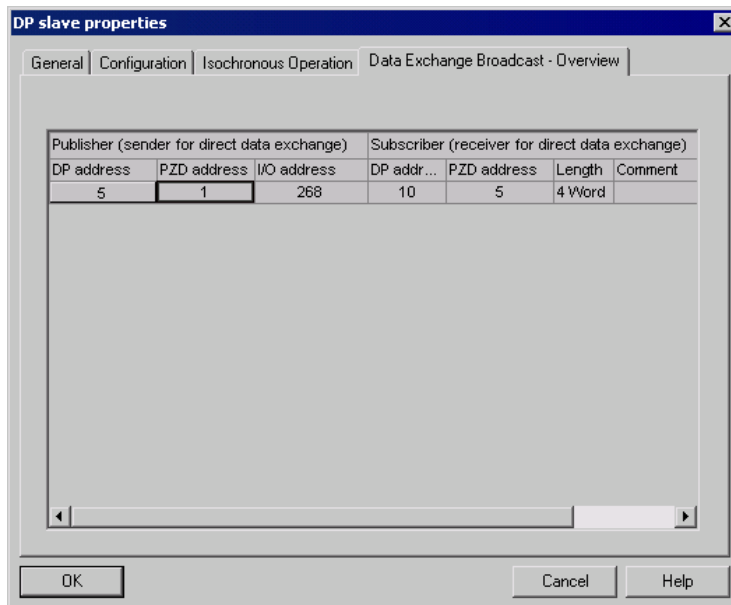 DP slave properties
General Configuration Isochronous Operation Data Exchange Broadcast - Overview
Publisher (sender for direct data exchange) Subscriber (receiver for direct data exchange)
DP address PZD address I/O address DP addr... PZD address Length Comment
5 1 268 10 5 4 Word
OK Cancel Help